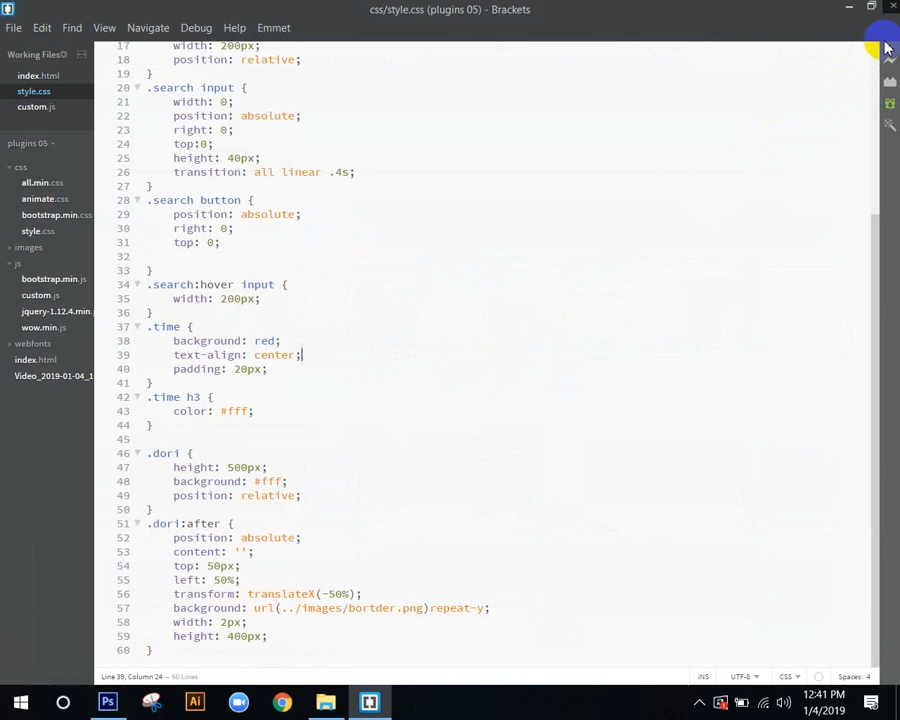 css/style.css (plugins 05) - Brackets
File Edit Find View Navigate Debug Help Emmet
Working Files
index.html
style.css
custom.js
plugins 05
css
all.min.css
animate.css
bootstrap.min.css
style.css
images
js
bootstrap.min.js
custom.js
jquery-1.12.4.min.
wow.min.js
webfonts
index.html
Video_2019-01-04_1
17 width: 200px;
18 position: relative;
19 }
20 .search input {
21 width: 0;
22 position: absolute;
23 right: 0;
24 top:0;
25 height: 40px;
26 transition: all linear .4s;
27 }
28 .search button {
29 position: absolute;
30 right: 0;
31 top: 0;
32
33 }
34 .search:hover input {
35 width: 200px;
36 }
37 .time {
38 background: red;
39 text-align: center;
40 padding: 20px;
41 }
42 .time h3 {
43 color: #fff;
44 }
45
46 .dori {
47 height: 500px;
48 background: #fff;
49 position: relative;
50 }
51 .dori:after {
52 position: absolute;
53 content: '';
54 top: 50px;
55 left: 50%;
56 transform: translateX(-50%);
57 background: url(../images/bortder.png)repeat-y;
58 width: 2px;
59 height: 400px;
60 }
Line 39, Column 24 — 60 Lines
INS UTF-8 CSS Spaces: 4
Ps Ai
12:41 PM
1/4/2019